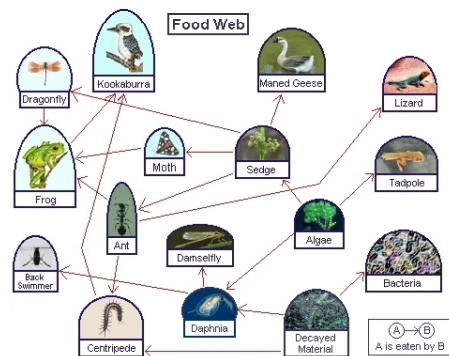 Food Web
Kookaburra
Dragonfly
Maned Geese
Lizard
Frog
Moth
Sedge
Tadpole
Ant
Algae
Damselfly
Back
Swimmer
Bacteria
Daphnia
Centripede
Decayed
Material
A B
A is eaten by B